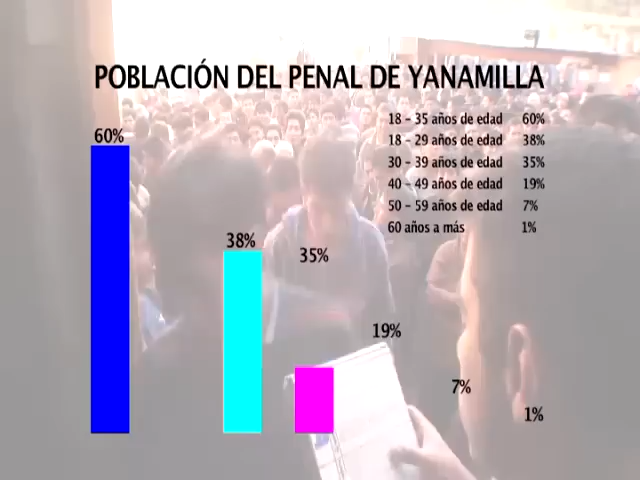 POBLACIÓN DEL PENAL DE YANAMILLA
18 - 35 años de edad 60%
18 - 29 años de edad 38%
30 - 39 años de edad 35%
40 - 49 años de edad 19%
50 - 59 años de edad 7%
60 años a más 1%
60%
38%
35%
19%
7%
1%